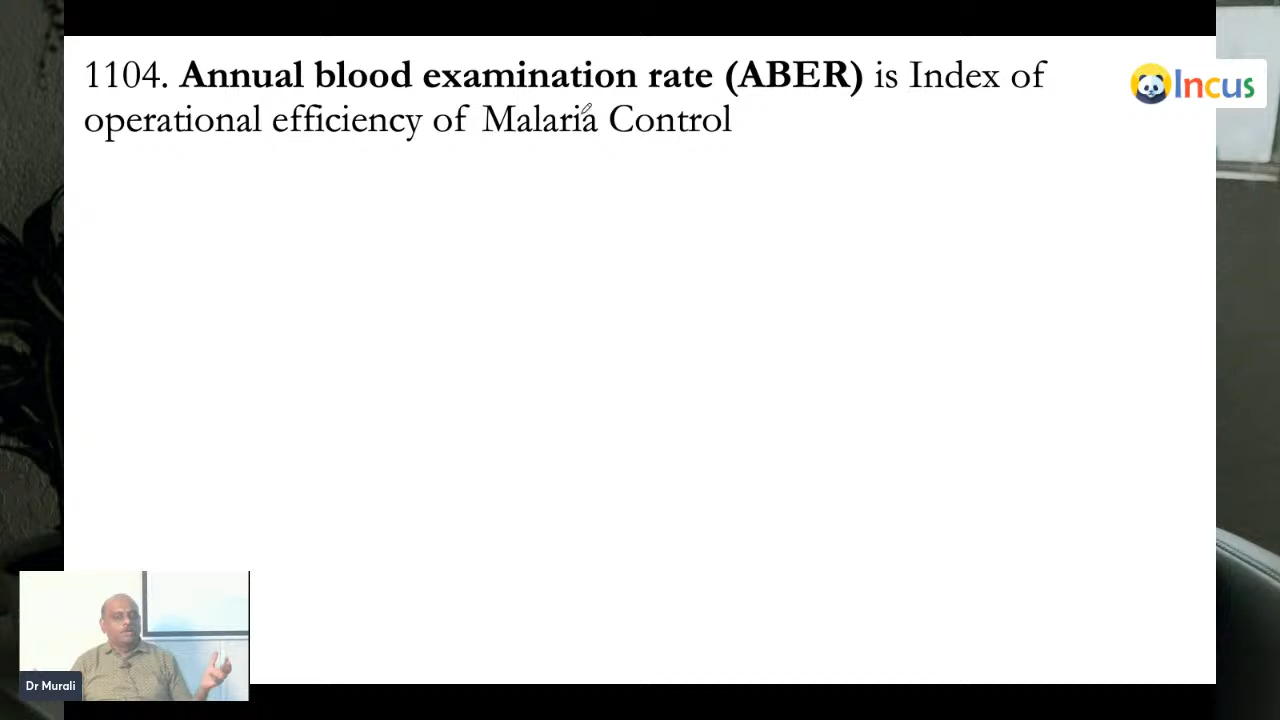 1104. Annual blood examination rate (ABER) is Index of
operational efficiency of Malaria Control
Incus
Dr Murali